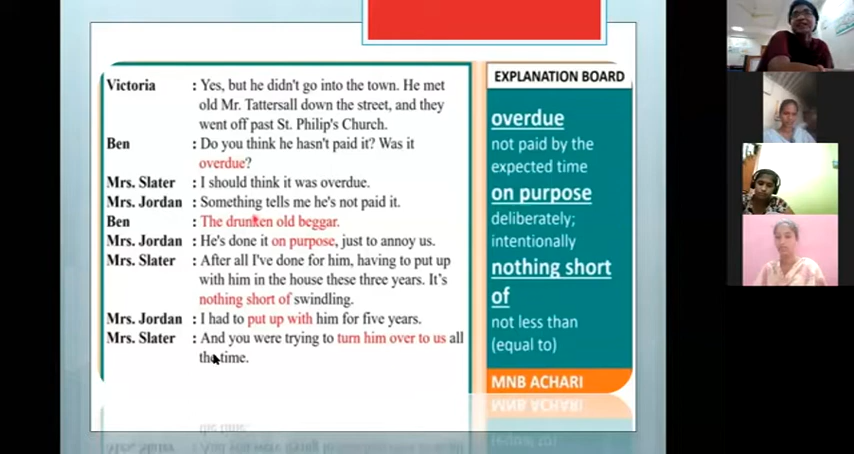 Victoria : Yes, but he didn't go into the town. He met
old Mr. Tattersall down the street, and they
went off past St. Philip's Church.
Ben : Do you think he hasn't paid it? Was it
overdue?
Mrs. Slater : I should think it was overdue.
Mrs. Jordan : Something tells me he's not paid it.
Ben : The drunken old beggar.
Mrs. Jordan : He's done it on purpose, just to annoy us.
Mrs. Slater : After all I've done for him, having to put up
with him in the house these three years. It's
nothing short of swindling.
Mrs. Jordan : I had to put up with him for five years.
Mrs. Slater : And you were trying to turn him over to us all
the time.
EXPLANATION BOARD
overdue
not paid by the
expected time
on purpose
deliberately;
intentionally
nothing short
of
not less than
(equal to)
MNB ACHARI